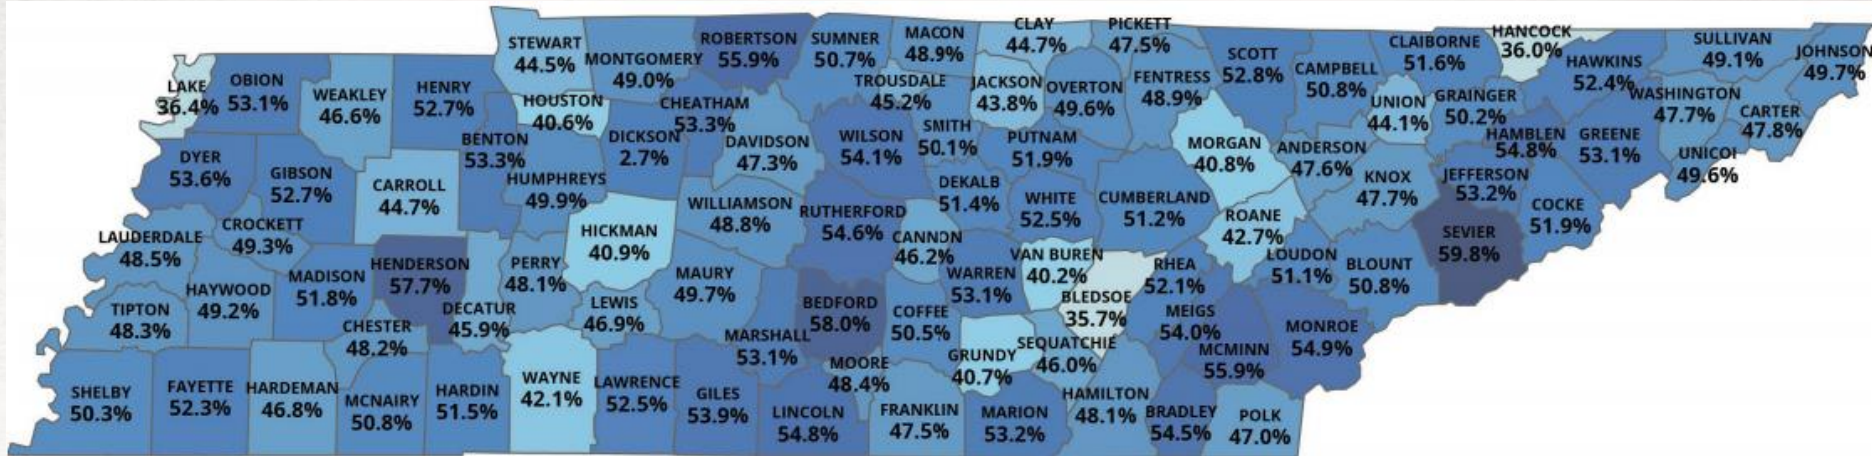 STEWART
44.5%
MONTGOMERY
49.0%
ROBERTSON
55.9%
SUMNER
50.7%
MACON
48.9%
CLAY
44.7%
PICKETT
47.5%
SCOTT
52.8%
CLAIBORNE
51.6%
HANCOCK
36.0%
HAWKINS
52.4%
SULLIVAN
49.1%
JOHNSON
49.7%
LAKE
36.4%
OBION
53.1%
WEAKLEY
46.6%
HENRY
52.7%
HOUSTON
40.6%
CHEATHAM
53.3%
TROUSDALE
45.2%
JACKSON
43.8%
OVERTON
49.6%
FENTRESS
48.9%
CAMPBELL
50.8%
UNION
44.1%
GRAINGER
50.2%
WASHINGTON
47.7%
CARTER
47.8%
BENTON
53.3%
DICKSON
2.7%
DAVIDSON
47.3%
WILSON
54.1%
SMITH
50.1%
PUTNAM
51.9%
MORGAN
40.8%
ANDERSON
47.6%
HAMBLEN
54.8%
GREENE
53.1%
UNICOI
49.6%
DYER
53.6%
GIBSON
52.7%
CARROLL
44.7%
HUMPHREYS
49.9%
WILLIAMSON
48.8%
RUTHERFORD
54.6%
DEKALB
51.4%
WHITE
52.5%
CUMBERLAND
51.2%
ROANE
42.7%
KNOX
47.7%
JEFFERSON
53.2%
COCKE
51.9%
LAUDERDALE
48.5%
CROCKETT
49.3%
HICKMAN
40.9%
CANNON
46.2%
VAN BUREN
40.2%
RHEA
52.1%
LOUDON
51.1%
BLOUNT
50.8%
SEVIER
59.8%
HAYWOOD
49.2%
MADISON
51.8%
HENDERSON
57.7%
DECATUR
45.9%
PERRY
48.1%
LEWIS
46.9%
MAURY
49.7%
BEDFORD
58.0%
COFFEE
50.5%
WARREN
53.1%
BLEDSOE
35.7%
MEIGS
54.0%
MCMINN
55.9%
MONROE
54.9%
TIPTON
48.3%
CHESTER
48.2%
MARSHALL
53.1%
MOORE
48.4%
GRUNDY
40.7%
SEQUATCHIE
46.0%
SHELBY
50.3%
FAYETTE
52.3%
HARDEMAN
46.8%
MCNAIRY
50.8%
HARDIN
51.5%
WAYNE
42.1%
LAWRENCE
52.5%
GILES
53.9%
LINCOLN
54.8%
FRANKLIN
47.5%
MARION
53.2%
HAMILTON
48.1%
BRADLEY
54.5%
POLK
47.0%